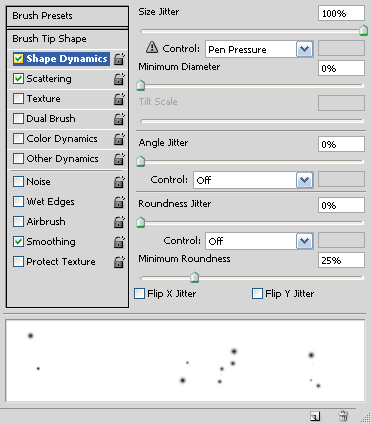 Brush Presets
Brush Tip Shape
Shape Dynamics
Scattering
Texture
Dual Brush
Color Dynamics
Other Dynamics
Noise
Wet Edges
Airbrush
Smoothing
Protect Texture
Size Jitter 100%
Control: Pen Pressure
Minimum Diameter 0%
Tilt Scale
Angle Jitter 0%
Control: Off
Roundness Jitter 0%
Control: Off
Minimum Roundness 25%
Flip X Jitter Flip Y Jitter